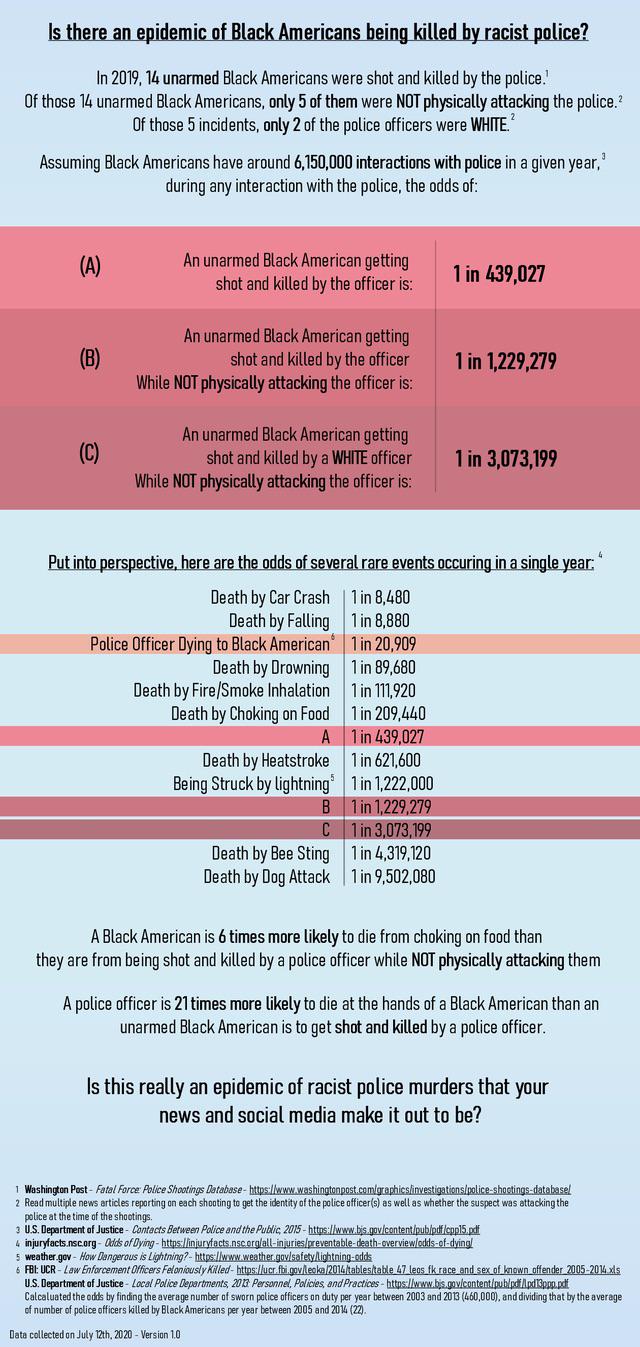 Is there an epidemic of Black Americans being killed by racist police?
In 2019, 14 unarmed Black Americans were shot and killed by the police.1
Of those 14 unarmed Black Americans, only 5 of them were NOT physically attacking the police.2
Of those 5 incidents, only 2 of the police officers were WHITE.2
Assuming Black Americans have around 6,150,000 interactions with police in a given year,3
during any interaction with the police, the odds of:
(A)
An unarmed Black American getting
shot and killed by the officer is:
1 in 439,027
(B)
An unarmed Black American getting
shot and killed by the officer
While NOT physically attacking the officer is:
1 in 1,229,279
(C)
An unarmed Black American getting
shot and killed by a WHITE officer
While NOT physically attacking the officer is:
1 in 3,073,199
Put into perspective, here are the odds of several rare events occuring in a single year: 4
Death by Car Crash 1 in 8,480
Death by Falling 1 in 8,880
Police Officer Dying to Black American6 1 in 20,909
Death by Drowning 1 in 89,680
Death by Fire/Smoke Inhalation 1 in 111,920
Death by Choking on Food 1 in 209,440
A 1 in 439,027
Death by Heatstroke 1 in 621,600
Being Struck by lightning5 1 in 1,222,000
B 1 in 1,229,279
C 1 in 3,073,199
Death by Bee Sting 1 in 4,319,120
Death by Dog Attack 1 in 9,502,080
A Black American is 6 times more likely to die from choking on food than
they are from being shot and killed by a police officer while NOT physically attacking them
A police officer is 21 times more likely to die at the hands of a Black American than an
unarmed Black American is to get shot and killed by a police officer.
Is this really an epidemic of racist police murders that your
news and social media make it out to be?
1 Washington Post - Fatal Force: Police Shootings Database - https://www.washingtonpost.com/graphics/investigations/police-shootings-database/
2 Read multiple news articles reporting on each shooting to get the identity of the police officer(s) as well as whether the suspect was attacking the
police at the time of the shootings.
3 U.S. Department of Justice - Contacts Between Police and the Public, 2015 - https://www.bjs.gov/content/pub/pdf/cpp15.pdf
4 injuryfacts.nsc.org - Odds of Dying - https://injuryfacts.nsc.org/all-injuries/preventable-death-overview/odds-of-dying/
5 weather.gov - How Dangerous is Lightning? - https://www.weather.gov/safety/lightning-odds
6 FBI: UCR - Law Enforcement Officers Feloniously Killed - https://ucr.fbi.gov/leoka/2014/tables/table_47_leos_fk_race_and_sex_of_known_offender_2005-2014.xls
U.S. Department of Justice - Local Police Departments, 2013: Personnel, Policies, and Practices - https://www.bjs.gov/content/pub/pdf/lpd13ppp.pdf
Calcaluated the odds by finding the average number of sworn police officers on duty per year between 2003 and 2013 (460,000), and dividing that by the average
of number of police officers killed by Black Americans per year between 2005 and 2014 (22).
Data collected on July 12th, 2020 - Version 1.0